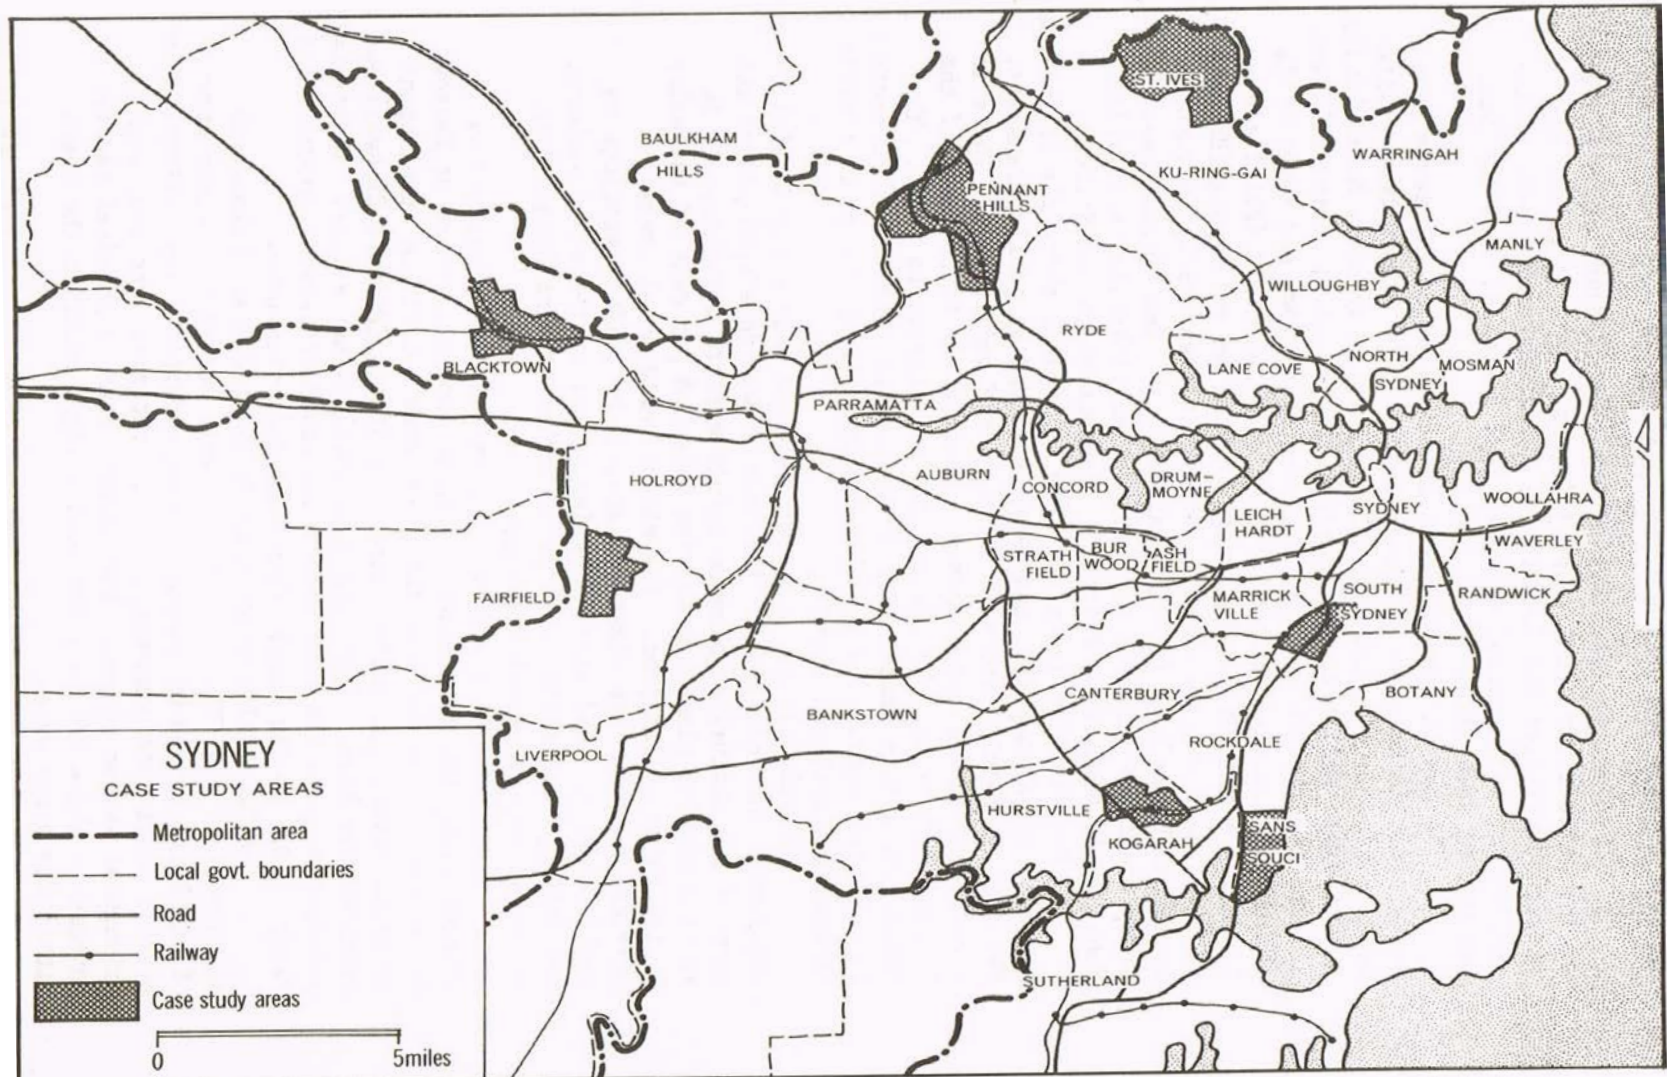 ST. IVES
BAULKHAM
HILLS
WARRINGAH
KU-RING-GAI
PENNANT
HILLS
MANLY
WILLOUGHBY
RYDE
NORTH
SYDNEY
MOSMAN
LANE COVE
BLACKTOWN
PARRAMATTA
HOLROYD
AUBURN
CONCORD
DRUM-
MOYNE
WOOLLAHRA
SYDNEY
LEICH
HARDT
WAVERLEY
STRATH
FIELD
BUR
WOOD
ASH
FIELD
FAIRFIELD
MARRICK
VILLE
SOUTH
SYDNEY
RANDWICK
CANTERBURY
BOTANY
BANKSTOWN
ROCKDALE
LIVERPOOL
HURSTVILLE
KOGARAH
SANS
SOUCI
SUTHERLAND
SYDNEY
CASE STUDY AREAS
Metropolitan area
Local govt. boundaries
Road
Railway
Case study areas
0 5miles